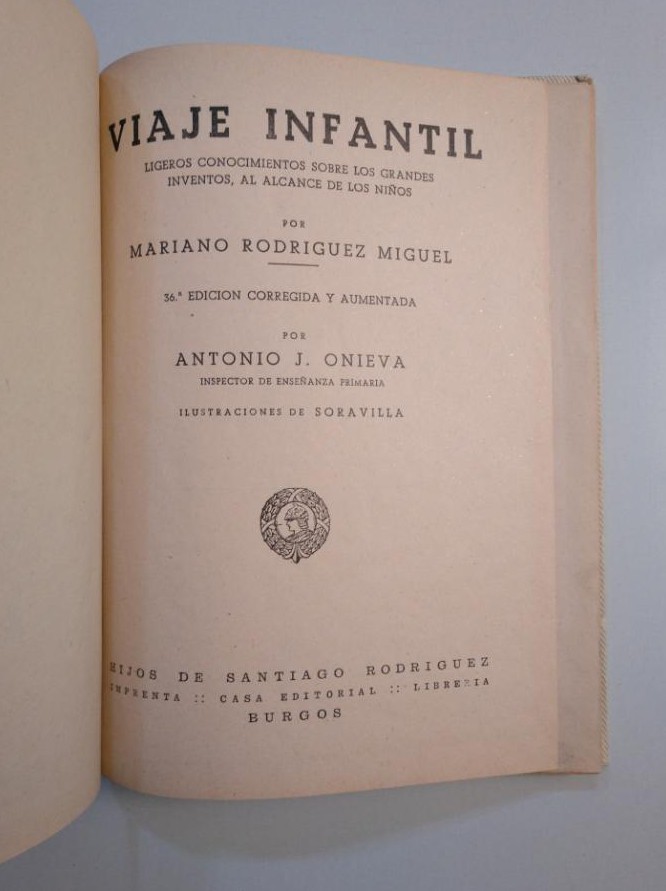 VIAJE INFANTIL
LIGEROS CONOCIMIENTOS SOBRE LOS GRANDES
INVENTOS, AL ALCANCE DE LOS NIÑOS
POR
MARIANO RODRIGUEZ MIGUEL
36.ª EDICION CORREGIDA Y AUMENTADA
POR
ANTONIO J. ONIEVA
INSPECTOR DE ENSEÑANZA PRIMARIA
ILUSTRACIONES DE SORAVILLA
HIJOS DE SANTIAGO RODRIGUEZ
IMPRENTA :: CASA EDITORIAL :: LIBRERIA
BURGOS